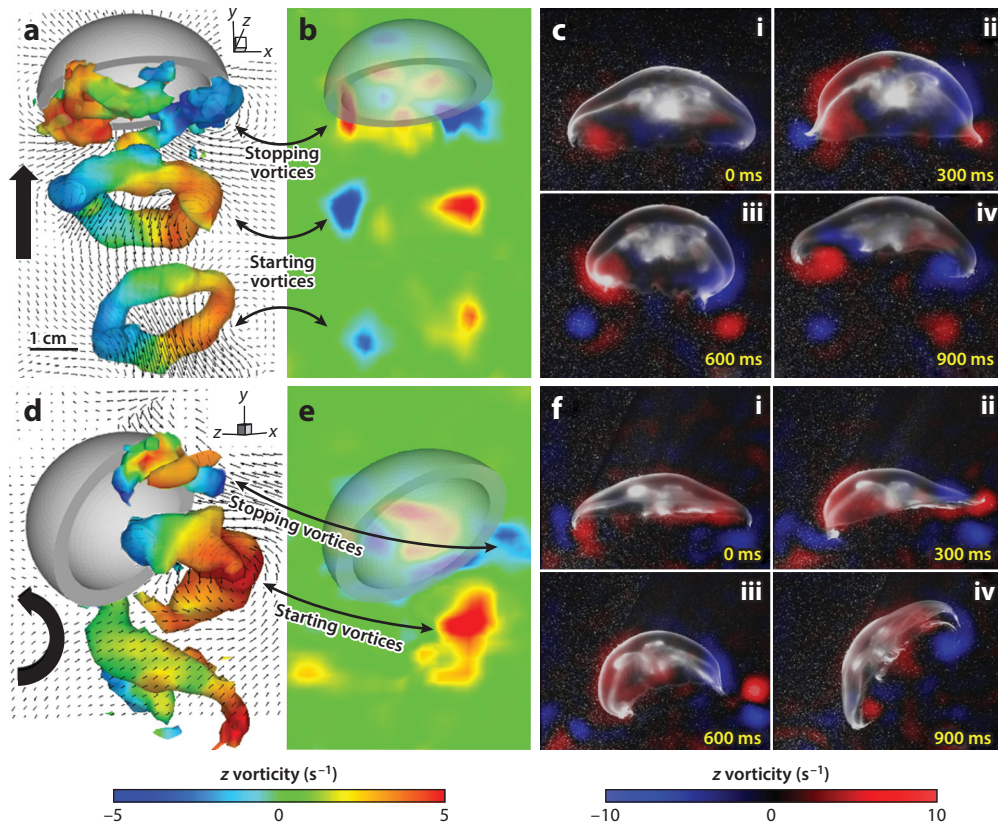 a
y
z
x
b
Stopping
vortices
Starting
vortices
1 cm
c
i
0 ms
ii
300 ms
iii
600 ms
iv
900 ms
d
y
z
x
e
Stopping vortices
Starting vortices
f
i
0 ms
ii
300 ms
iii
600 ms
iv
900 ms
z vorticity (s⁻¹)
−5 0 5
z vorticity (s⁻¹)
−10 0 10